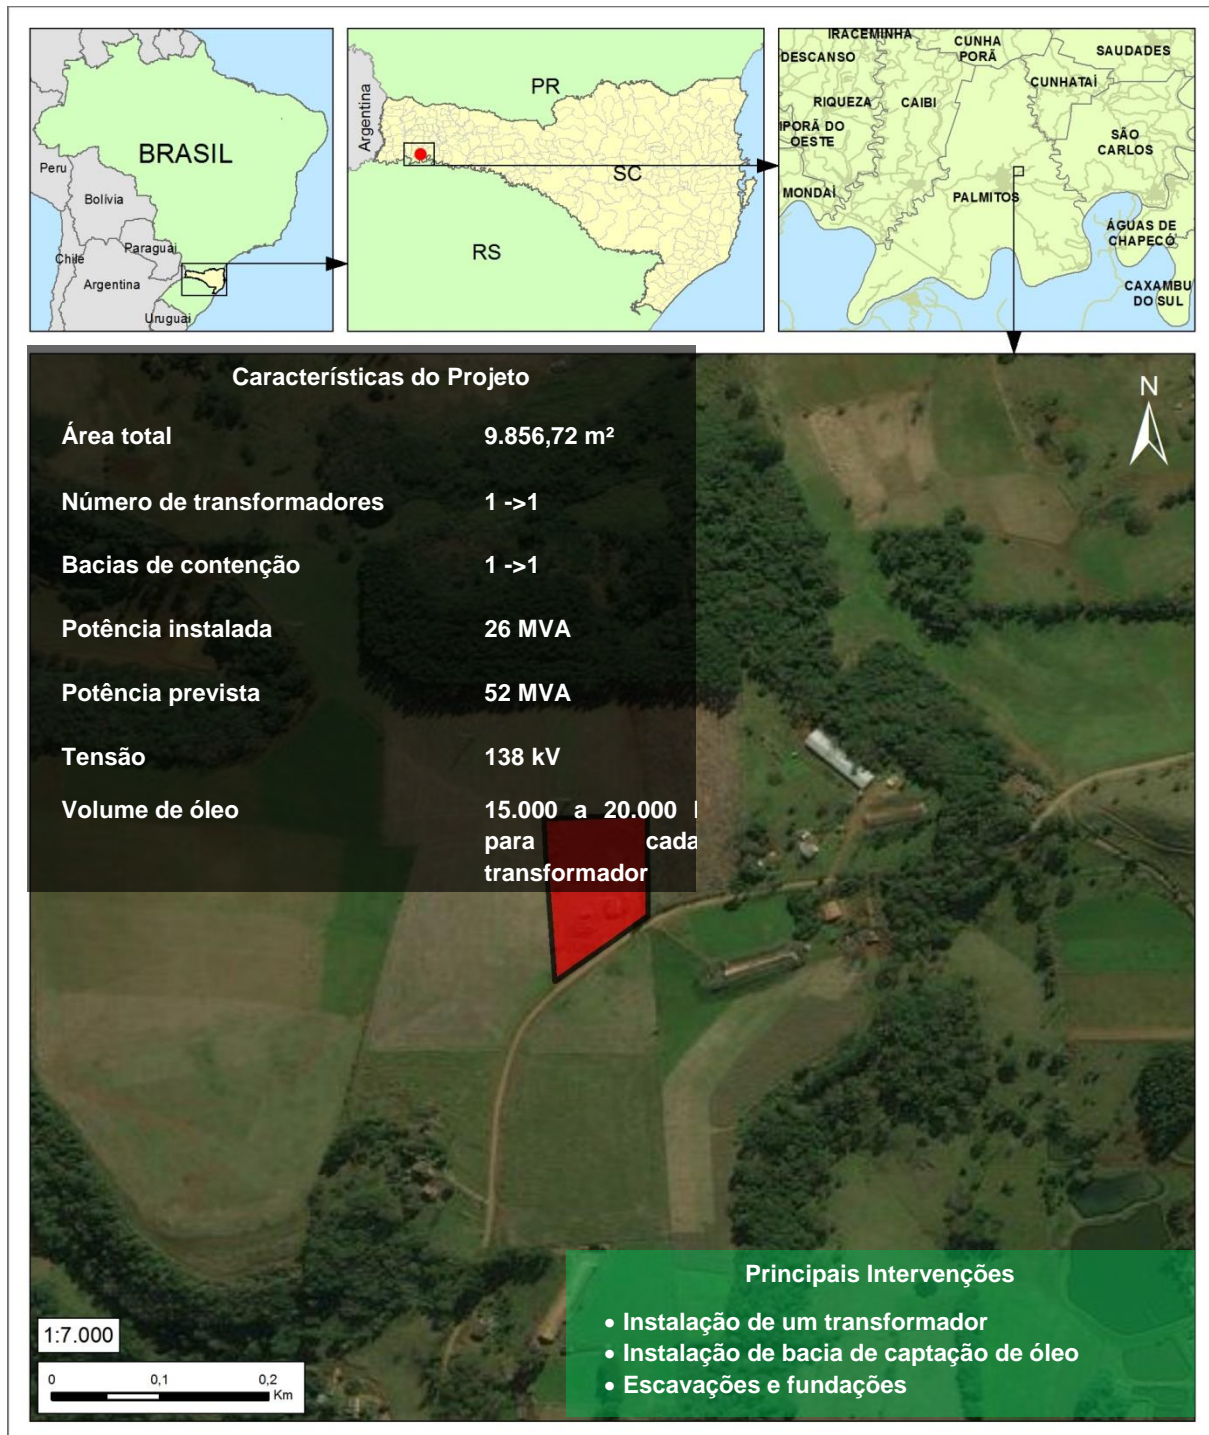 BRASIL
Peru
Bolívia
Paraguai
Chile
Argentina
Uruguai
Argentina
PR
SC
RS
IRACEMINHA
DESCANSO
CUNHA
PORÃ
SAUDADES
CUNHATAÍ
RIQUEZA
CAIBI
IPORÃ DO
OESTE
SÃO
CARLOS
MONDAÍ
PALMITOS
ÁGUAS DE
CHAPECÓ
CAXAMBU
DO SUL
N
Características do Projeto
Área total 9.856,72 m²
Número de transformadores 1 ->1
Bacias de contenção 1 ->1
Potência instalada 26 MVA
Potência prevista 52 MVA
Tensão 138 kV
Volume de óleo 15.000 a 20.000 l
para cada
transformador
Principais Intervenções
• Instalação de um transformador
• Instalação de bacia de captação de óleo
• Escavações e fundações
1:7.000
0 0,1 0,2
Km